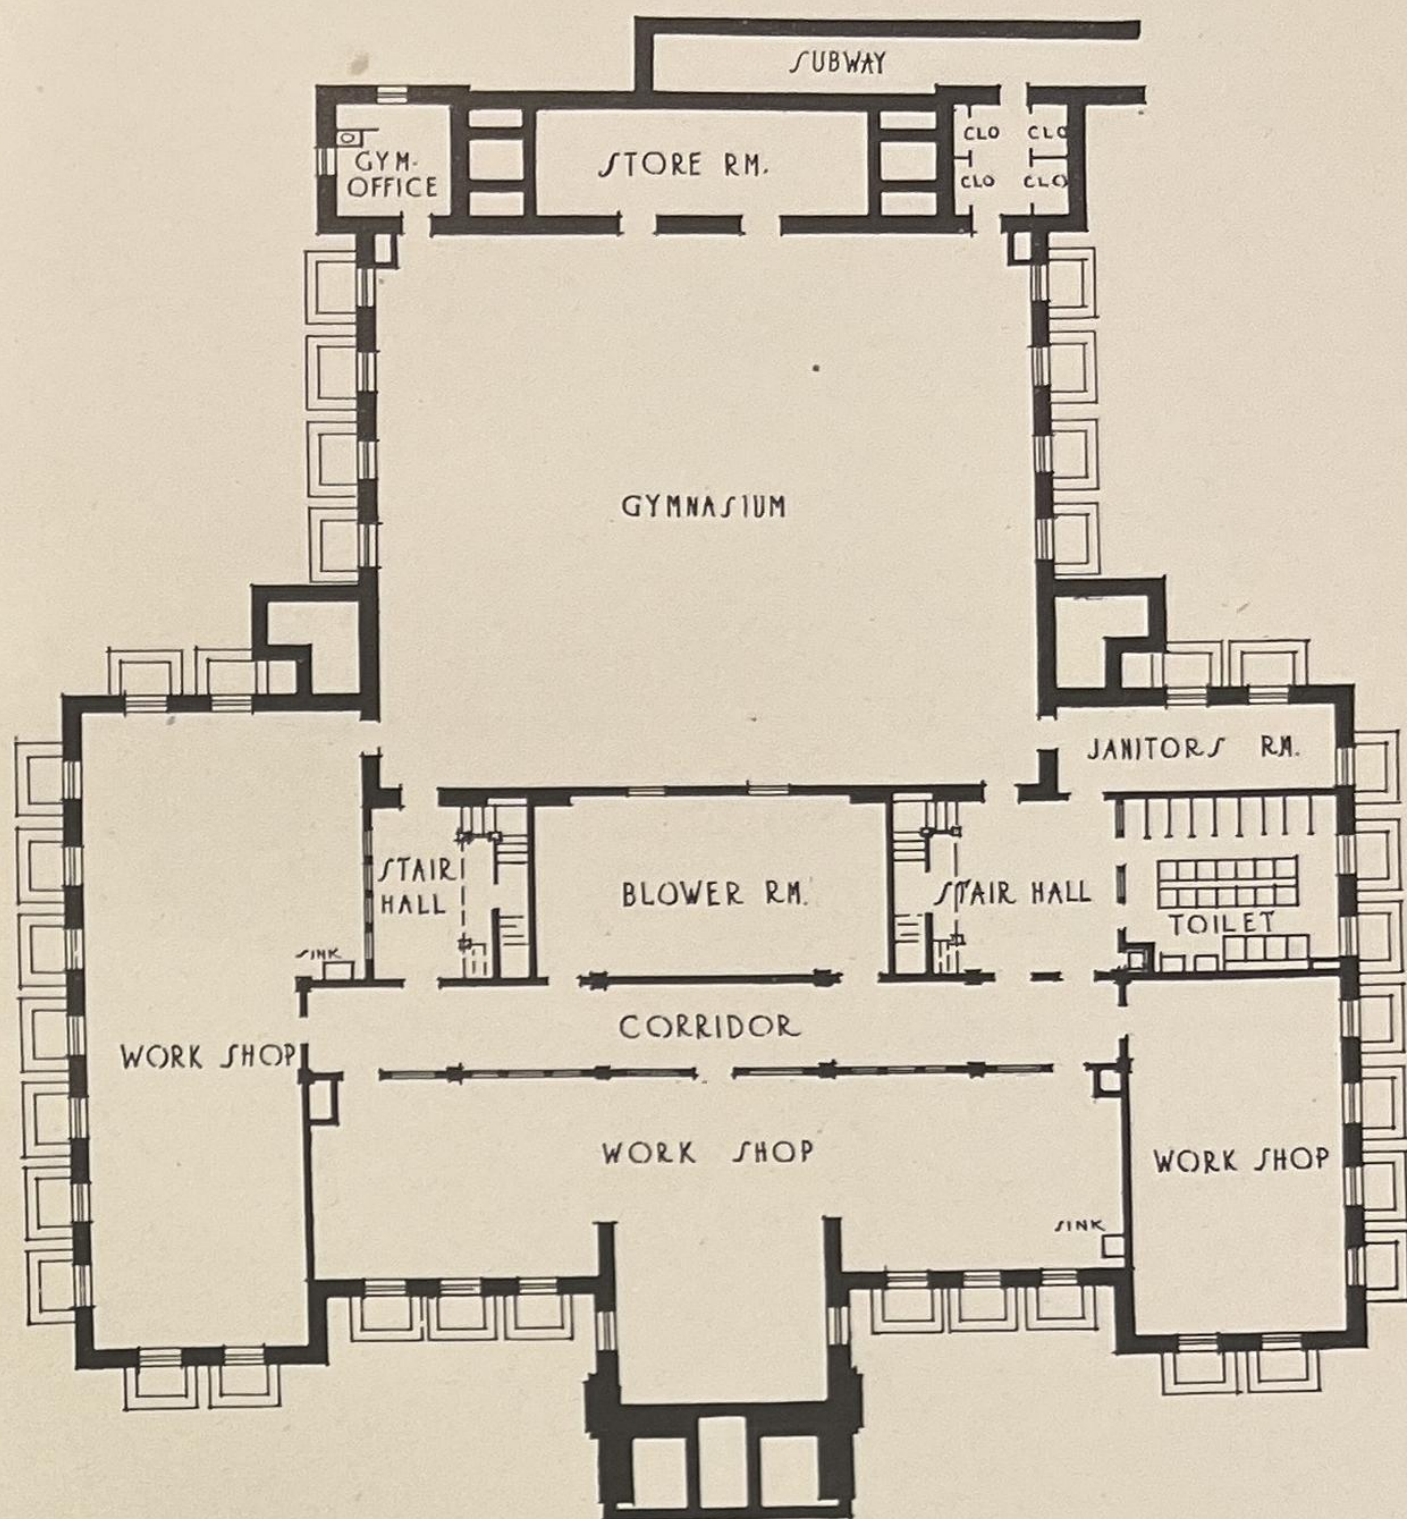 SUBWAY
CLO CLO
GYM-
OFFICE
STORE RM.
CLO CLO
GYMNASIUM
JANITORS RM.
STAIR
HALL
BLOWER RM.
STAIR HALL
TOILET
SINK
CORRIDOR
WORK SHOP
WORK SHOP
WORK SHOP
SINK